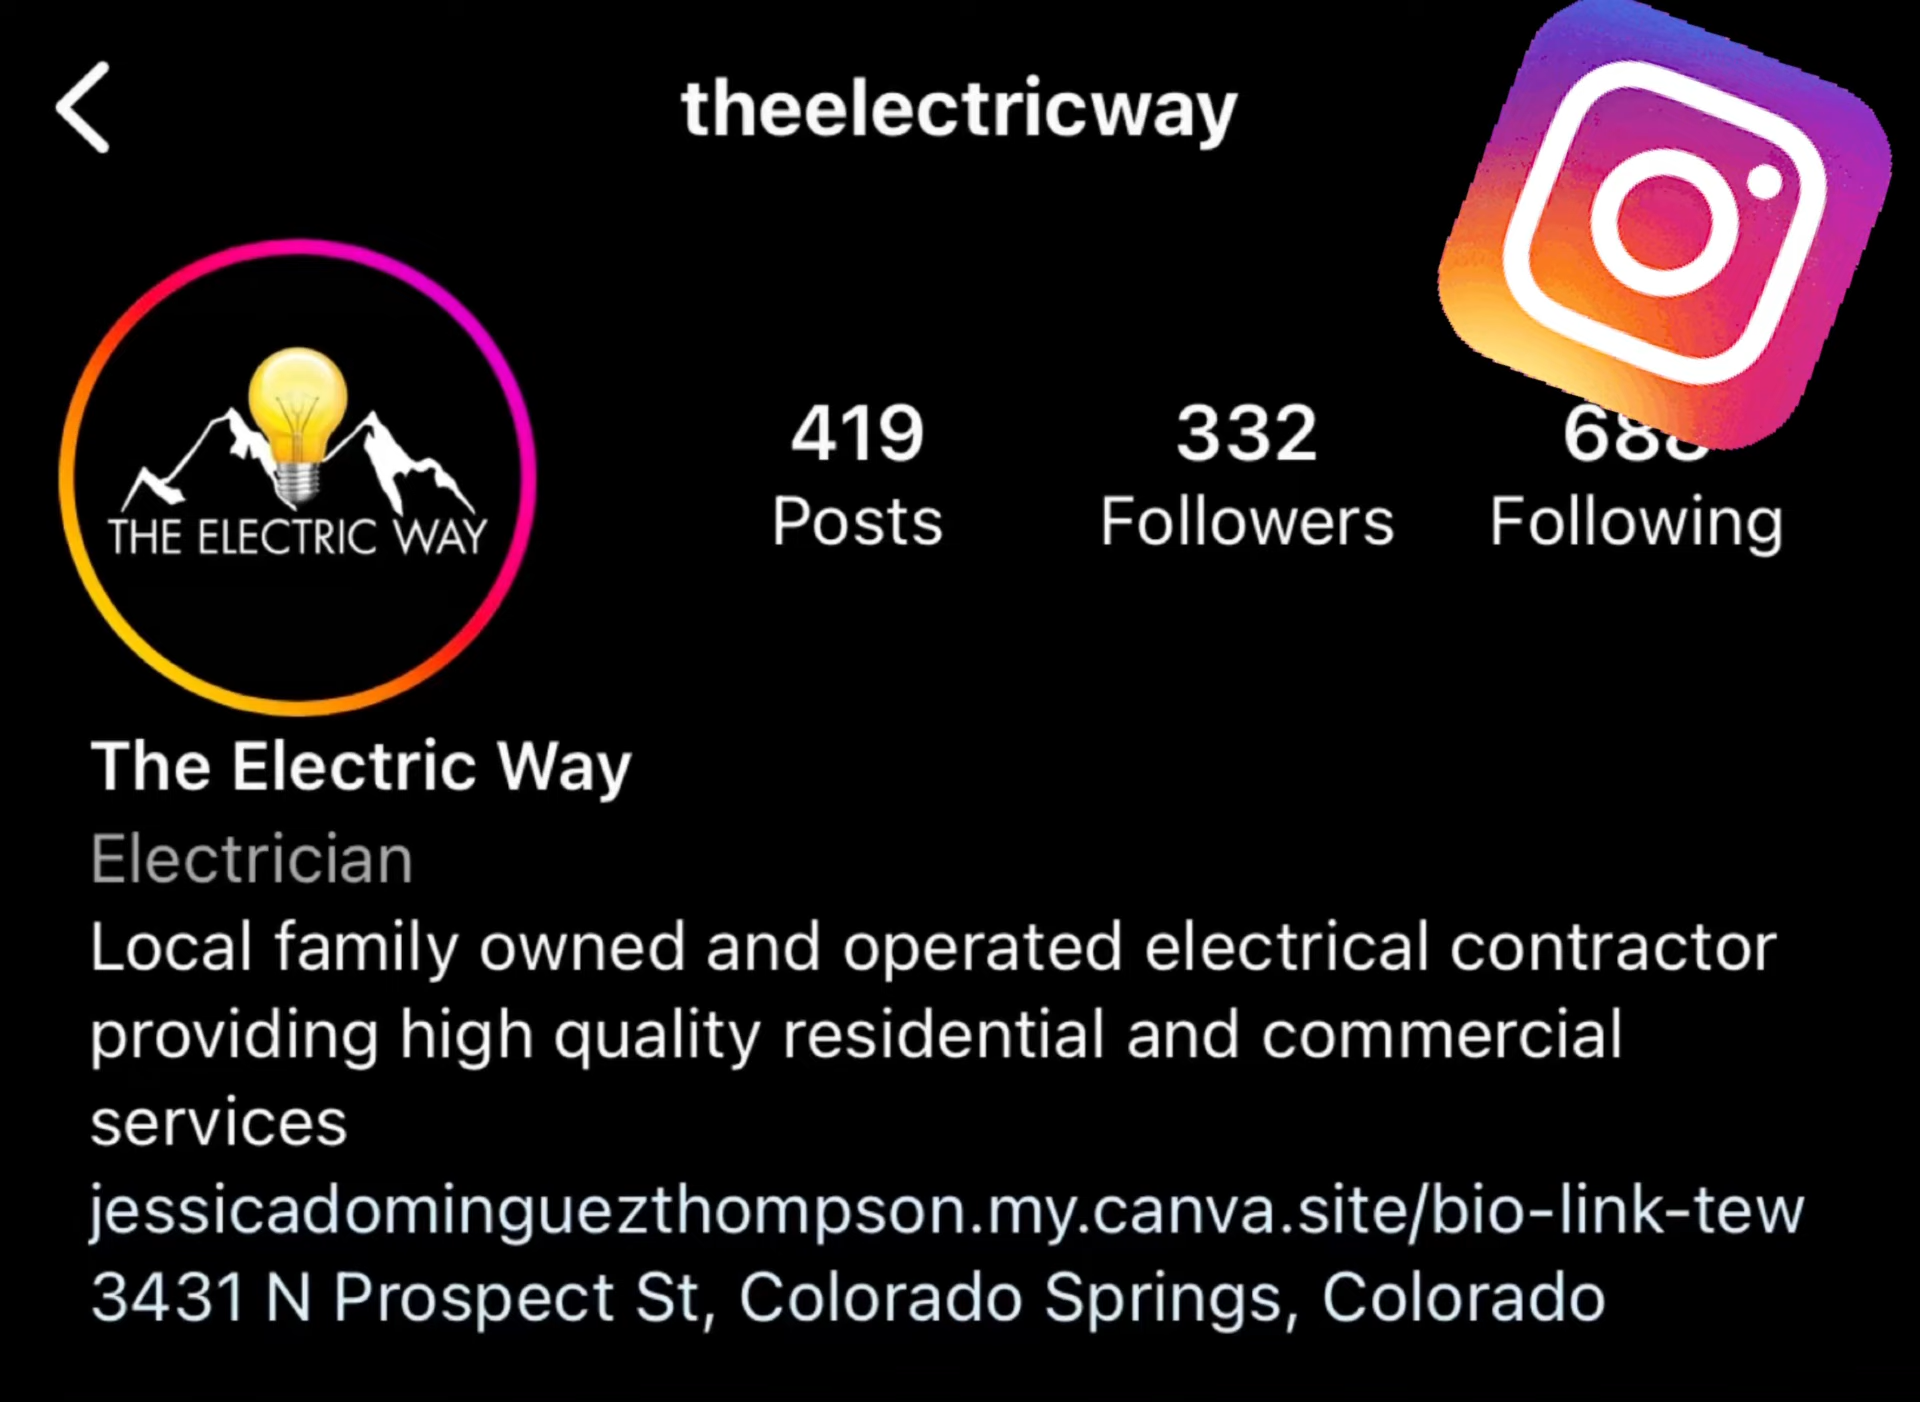 theelectricway
THE ELECTRIC WAY
419 332
Posts Followers Following
The Electric Way
Electrician
Local family owned and operated electrical contractor
providing high quality residential and commercial
services
jessicadominguezthompson.my.canva.site/bio-link-tew
3431 N Prospect St, Colorado Springs, Colorado